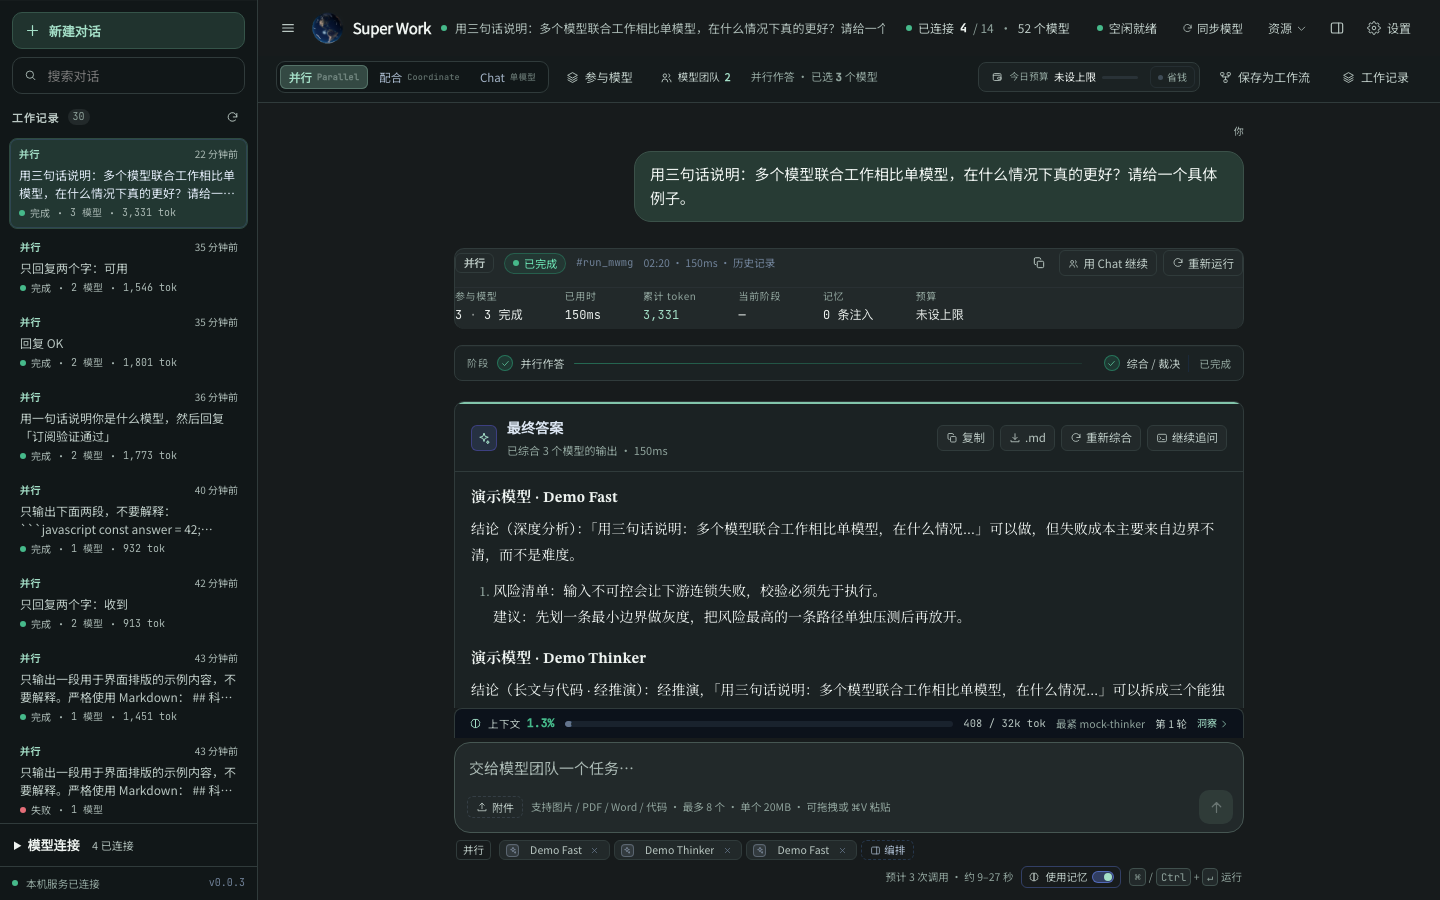 新建对话
搜索对话
工作记录 30
并行 22 分钟前
用三句话说明：多个模型联合工作相比单
模型，在什么情况下真的更好？请给一…
完成 · 3 模型 · 3,331 tok
并行 35 分钟前
只回复两个字：可用
完成 · 2 模型 · 1,546 tok
并行 35 分钟前
回复 OK
完成 · 2 模型 · 1,801 tok
并行 36 分钟前
用一句话说明你是什么模型，然后回复
「订阅验证通过」
完成 · 2 模型 · 1,773 tok
并行 40 分钟前
只输出下面两段，不要解释：
```javascript const answer = 42;…
完成 · 1 模型 · 932 tok
并行 42 分钟前
只回复两个字：收到
完成 · 2 模型 · 913 tok
并行 43 分钟前
只输出一段用于界面排版的示例内容，不
要解释。严格使用 Markdown： ## 科…
完成 · 1 模型 · 1,451 tok
并行 43 分钟前
只输出一段用于界面排版的示例内容，不
要解释。严格使用 Markdown： ## 科…
失败 · 1 模型
模型连接 4 已连接
本机服务已连接 v0.0.3
Super Work 用三句话说明：多个模型联合工作相比单模型，在什么情况下真的更好？请给一个 已连接 4 / 14 · 52 个模型 空闲就绪 同步模型 资源 设置
并行 Parallel 配合 Coordinate Chat 单模型 参与模型 模型团队 2 并行作答 · 已选 3 个模型 今日预算 未设上限 省钱 保存为工作流 工作记录
你
用三句话说明：多个模型联合工作相比单模型，在什么情况下真的更好？请给一个具体
例子。
并行 已完成 #run_mwmg 02:20 · 150ms · 历史记录 用 Chat 继续 重新运行
参与模型 已用时 累计 token 当前阶段 记忆 预算
3 · 3 完成 150ms 3,331 — 0 条注入 未设上限
阶段 并行作答 综合 / 裁决 已完成
最终答案
已综合 3 个模型的输出 · 150ms
复制 .md 重新综合 继续追问
演示模型 · Demo Fast
结论（深度分析）：「用三句话说明：多个模型联合工作相比单模型，在什么情况...」可以做，但失败成本主要来自边界不
清，而不是难度。
1. 风险清单：输入不可控会让下游连锁失败，校验必须先于执行。
建议：先划一条最小边界做灰度，把风险最高的一条路径单独压测后再放开。
演示模型 · Demo Thinker
结论（长文与代码 · 经推演）：经推演，「用三句话说明：多个模型联合工作相比单模型，在什么情况...」可以拆成三个能独
上下文 1.3% 408 / 32k tok 最紧 mock-thinker 第 1 轮 洞察
交给模型团队一个任务…
附件 支持图片 / PDF / Word / 代码 · 最多 8 个 · 单个 20MB · 可拖拽或 ⌘V 粘贴
并行 Demo Fast × Demo Thinker × Demo Fast × 编排
预计 3 次调用 · 约 9–27 秒 使用记忆 ⌘ / Ctrl + ↵ 运行